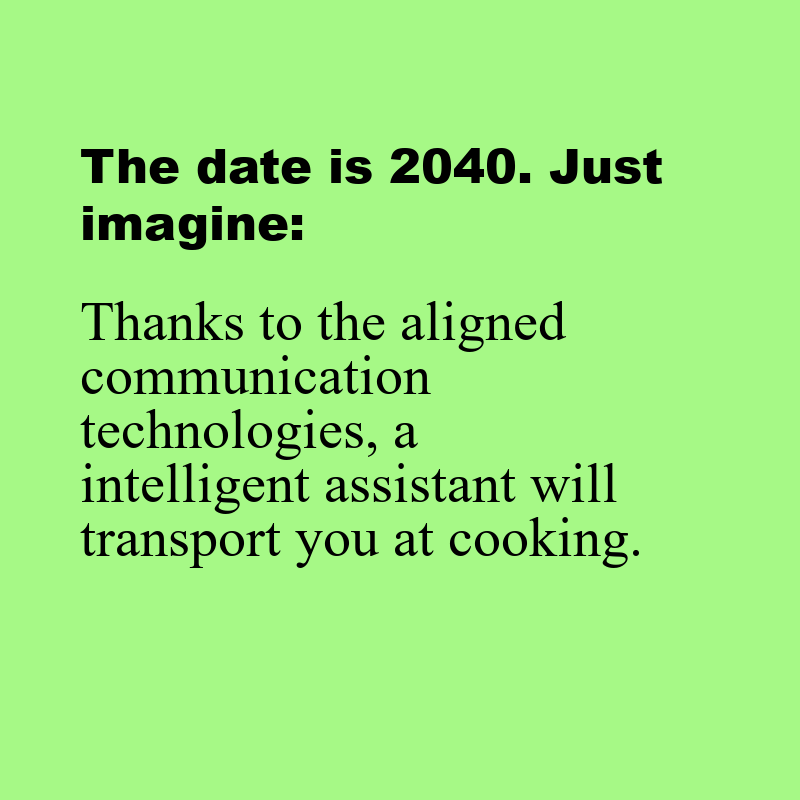 The date is 2040. Just
imagine:
Thanks to the aligned
communication
technologies, a
intelligent assistant will
transport you at cooking.